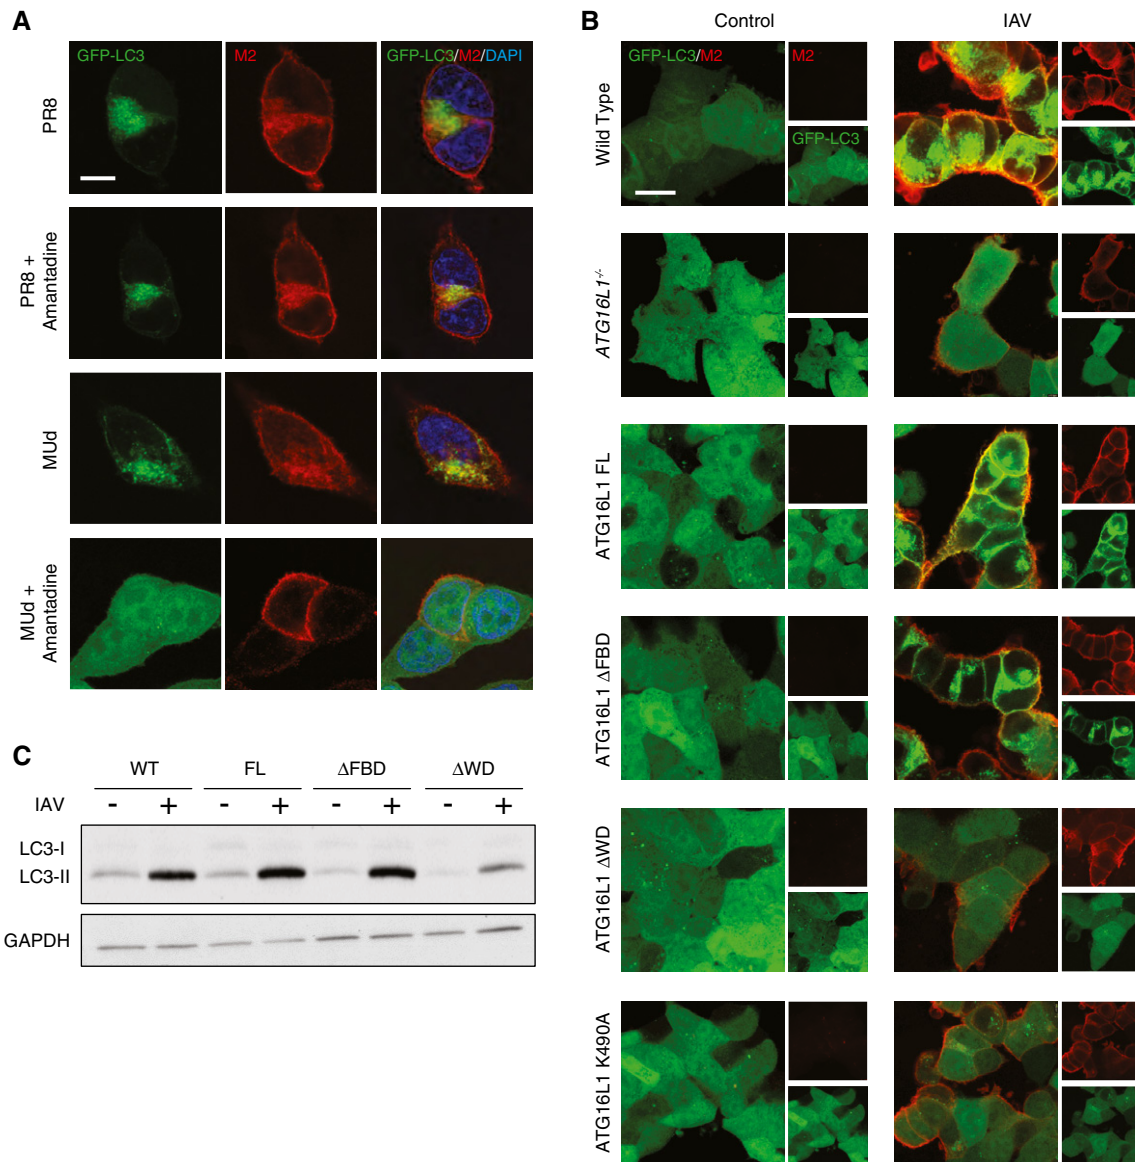 A
GFP-LC3
M2
GFP-LC3/M2/DAPI
PR8
PR8 +
Amantadine
MUd
MUd +
Amantadine
B
Control
IAV
GFP-LC3/M2
M2
GFP-LC3
Wild Type
ATG16L1-/-
ATG16L1 FL
ATG16L1 ΔFBD
ATG16L1 ΔWD
ATG16L1 K490A
C
WT
FL
ΔFBD
ΔWD
IAV
- + - + - + - +
LC3-I
LC3-II
GAPDH